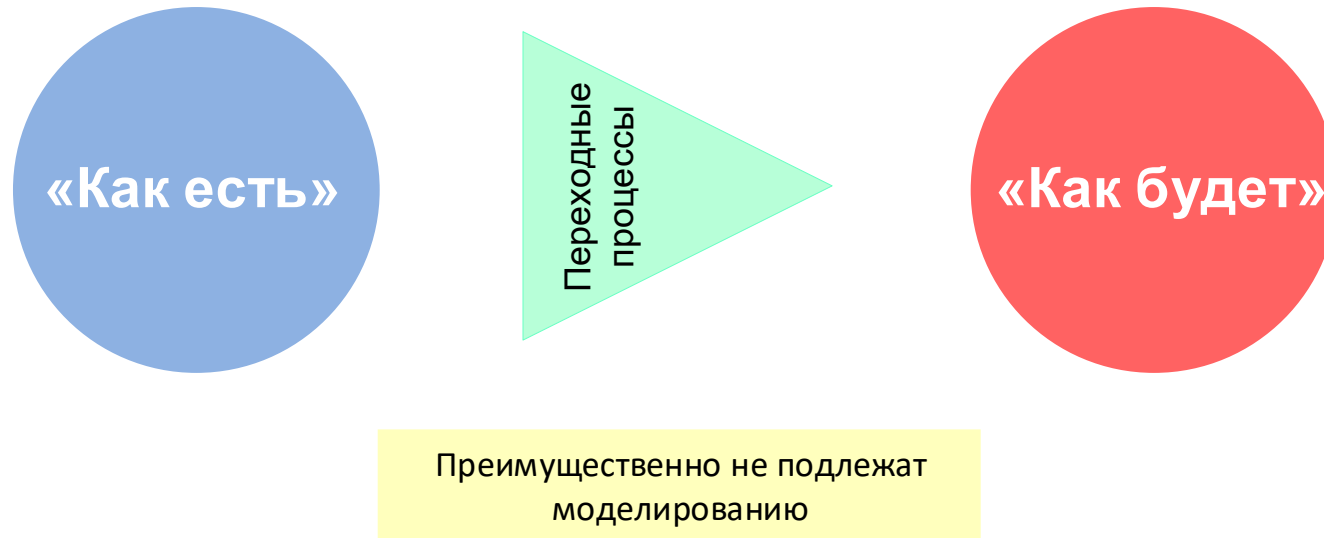 «Как есть»
Переходные
процессы
«Как будет»
Преимущественно не подлежат
моделированию